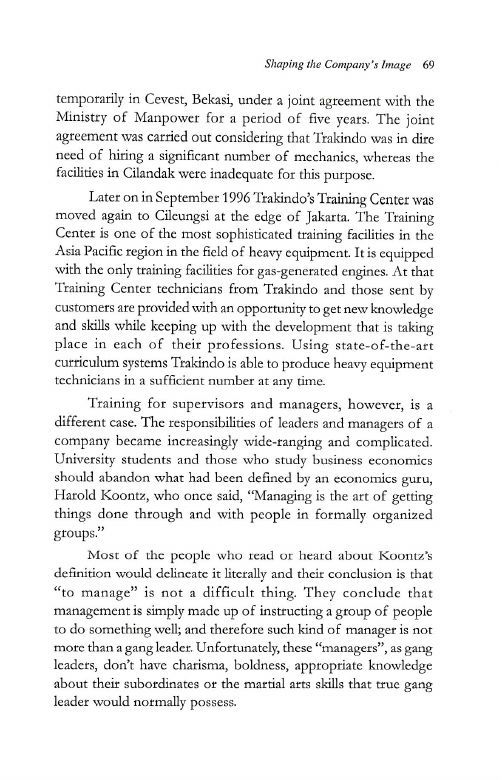 Shaping the Company's Image 69
temporarily in Cevest, Bekasi, under a joint agreement with the
Ministry of Manpower for a period of five years. The joint
agreement was carried out considering that Trakindo was in dire
need of hiring a significant number of mechanics, whereas the
facilities in Cilandak were inadequate for this purpose.
Later on in September 1996 Trakindo's Training Center was
moved again to Cileungsi at the edge of Jakarta. The Training
Center is one of the most sophisticated training facilities in the
Asia Pacific region in the field of heavy equipment. It is equipped
with the only training facilities for gas-generated engines. At that
Training Center technicians from Trakindo and those sent by
customers are provided with an opportunity to get new knowledge
and skills while keeping up with the development that is taking
place in each of their professions. Using state-of-the-art
curriculum systems Trakindo is able to produce heavy equipment
technicians in a sufficient number at any time.
Training for supervisors and managers, however, is a
different case. The responsibilities of leaders and managers of a
company became increasingly wide-ranging and complicated.
University students and those who study business economics
should abandon what had been defined by an economics guru,
Harold Koontz, who once said, "Managing is the art of getting
things done through and with people in formally organized
groups."
Most of the people who read or heard about Koontz's
definition would delineate it literally and their conclusion is that
"to manage" is not a difficult thing. They conclude that
management is simply made up of instructing a group of people
to do something well; and therefore such kind of manager is not
more than a gang leader. Unfortunately, these "managers", as gang
leaders, don't have charisma, boldness, appropriate knowledge
about their subordinates or the martial arts skills that true gang
leader would normally possess.